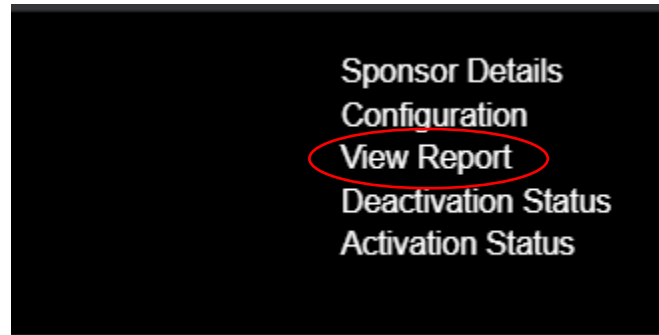 Sponsor Details
Configuration
View Report
Deactivation Status
Activation Status